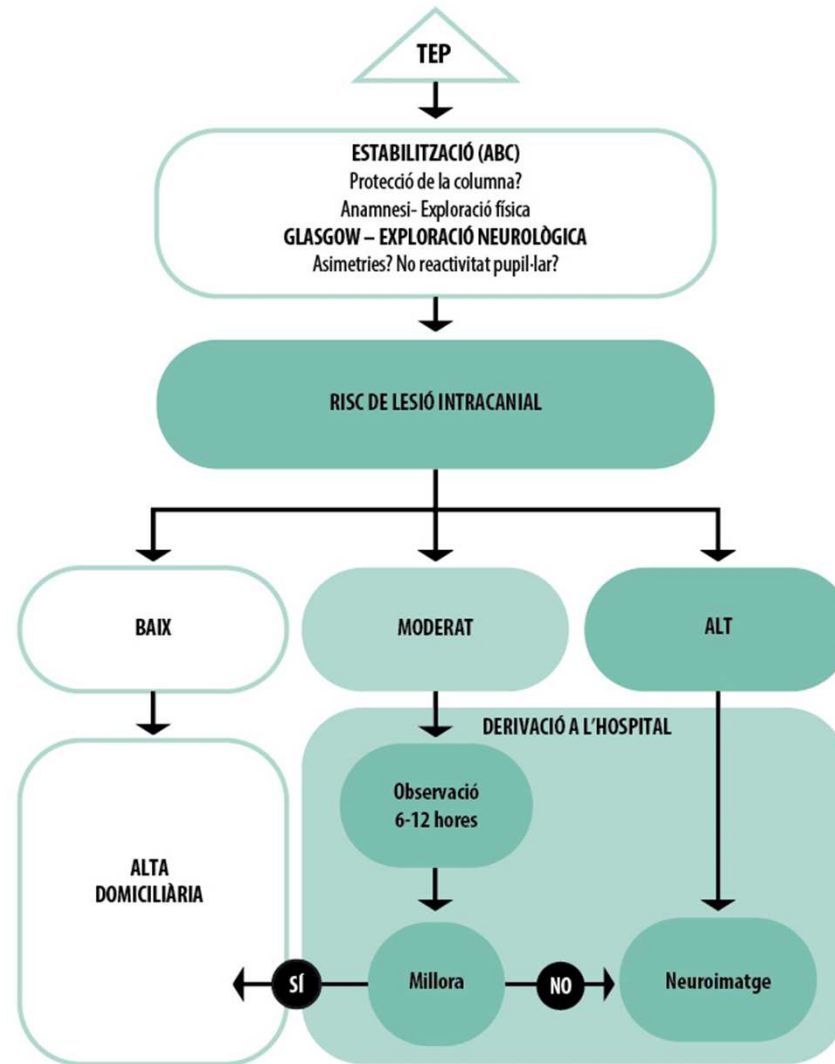 TEP
ESTABILITZACIÓ (ABC)
Protecció de la columna?
Anamnesi- Exploració física
GLASGOW – EXPLORACIÓ NEUROLÒGICA
Asimetries? No reactivitat pupil·lar?
RISC DE LESIÓ INTRACANIAL
BAIX
MODERAT
ALT
DERIVACIÓ A L'HOSPITAL
Observació
6-12 hores
ALTA
DOMICILIÀRIA
SÍ
Millora
NO
Neuroimatge